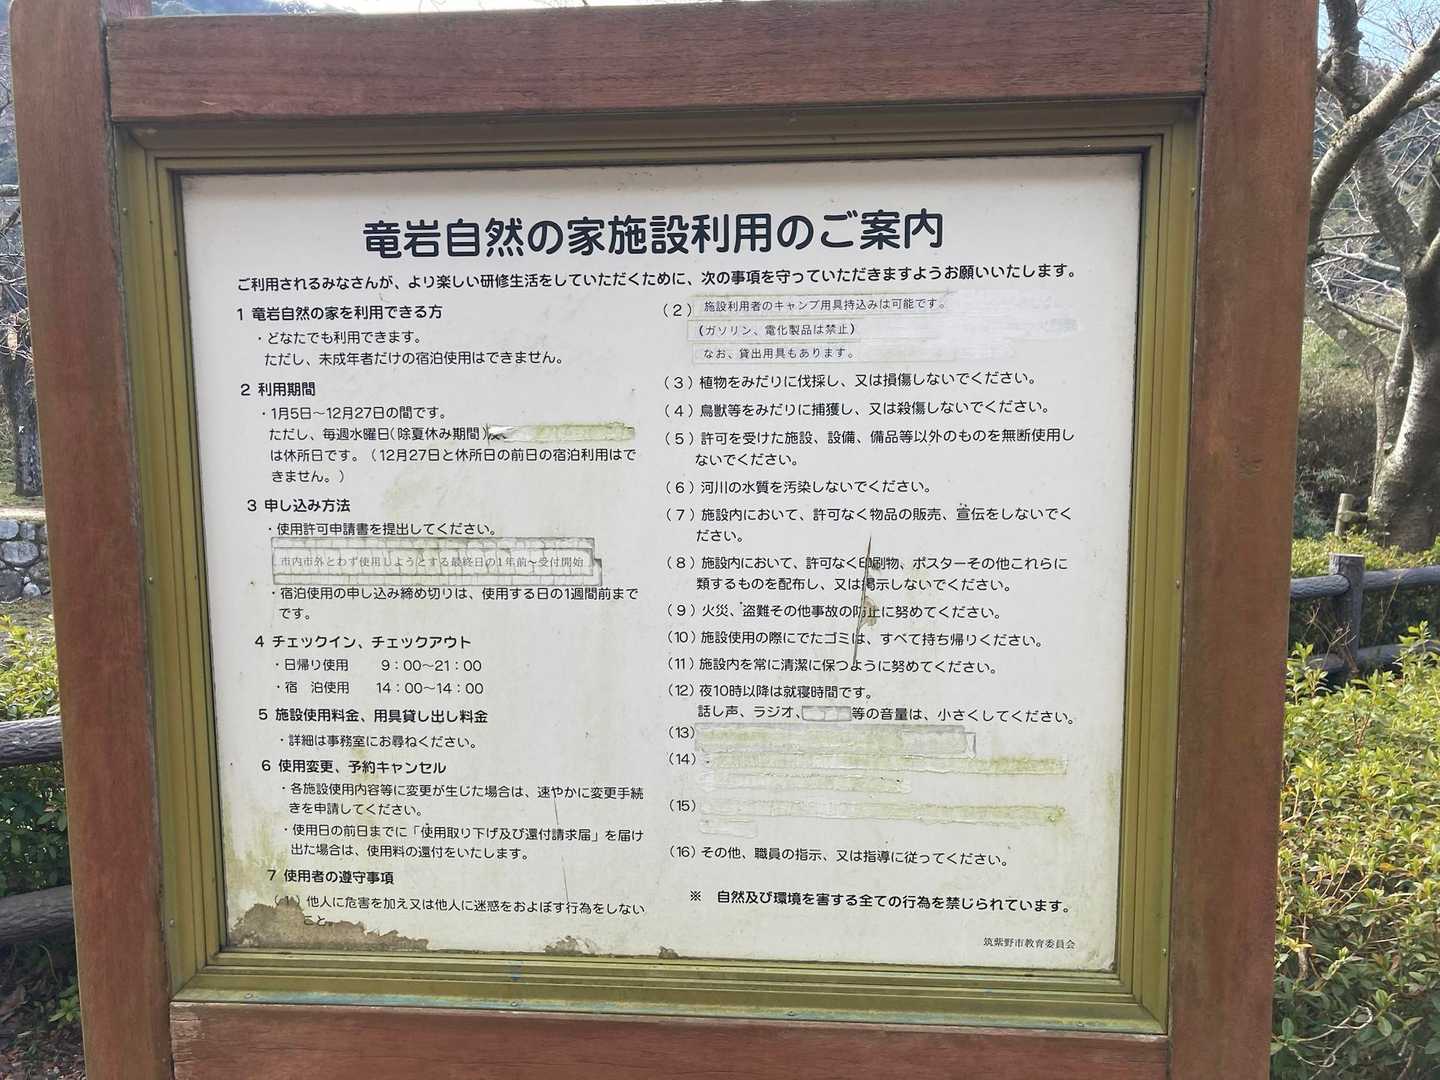 竜岩自然の家施設利用のご案内
ご利用されるみなさんが、より楽しい研修生活をしていただくために、次の事項を守っていただきますようお願いいたします。
1 竜岩自然の家を利用できる方
・どなたでも利用できます。
ただし、未成年者だけの宿泊使用はできません。
2 利用期間
・1月5日～12月27日の間です。
ただし、毎週水曜日(除夏休み期間)
は休所日です。（12月27日と休所日の前日の宿泊利用はで
きません。）
3 申し込み方法
・使用許可申請書を提出してください。
市内市外とわず使用しようとする最終日の1年前～受付開始
・宿泊使用の申し込み締め切りは、使用する日の1週間前まで
です。
4 チェックイン、チェックアウト
・日帰り使用　9：00～21：00
・宿　泊使用　14：00～14：00
5 施設使用料金、用具貸し出し料金
・詳細は事務室にお尋ねください。
6 使用変更、予約キャンセル
・各施設使用内容等に変更が生じた場合は、速やかに変更手続
きを申請してください。
・使用日の前日までに「使用取り下げ及び還付請求届」を届け
出た場合は、使用料の還付をいたします。
7 使用者の遵守事項
（1）他人に危害を加え又は他人に迷惑をおよぼす行為をしない
こと。
（2）施設利用者のキャンプ用具持込みは可能です。
(ガソリン、電化製品は禁止)
なお、貸出用具もあります。
（3）植物をみだりに伐採し、又は損傷しないでください。
（4）鳥獣等をみだりに捕獲し、又は殺傷しないでください。
（5）許可を受けた施設、設備、備品等以外のものを無断使用し
ないでください。
（6）河川の水質を汚染しないでください。
（7）施設内において、許可なく物品の販売、宣伝をしないでく
ださい。
（8）施設内において、許可なく印刷物、ポスターその他これらに
類するものを配布し、又は掲示しないでください。
（9）火災、盗難その他事故の防止に努めてください。
（10）施設使用の際にでたゴミは、すべて持ち帰りください。
（11）施設内を常に清潔に保つように努めてください。
（12）夜10時以降は就寝時間です。
話し声、ラジオ、等の音量は、小さくしてください。
（13）
（14）
（15）
（16）その他、職員の指示、又は指導に従ってください。
※　自然及び環境を害する全ての行為を禁じられています。
筑紫野市教育委員会